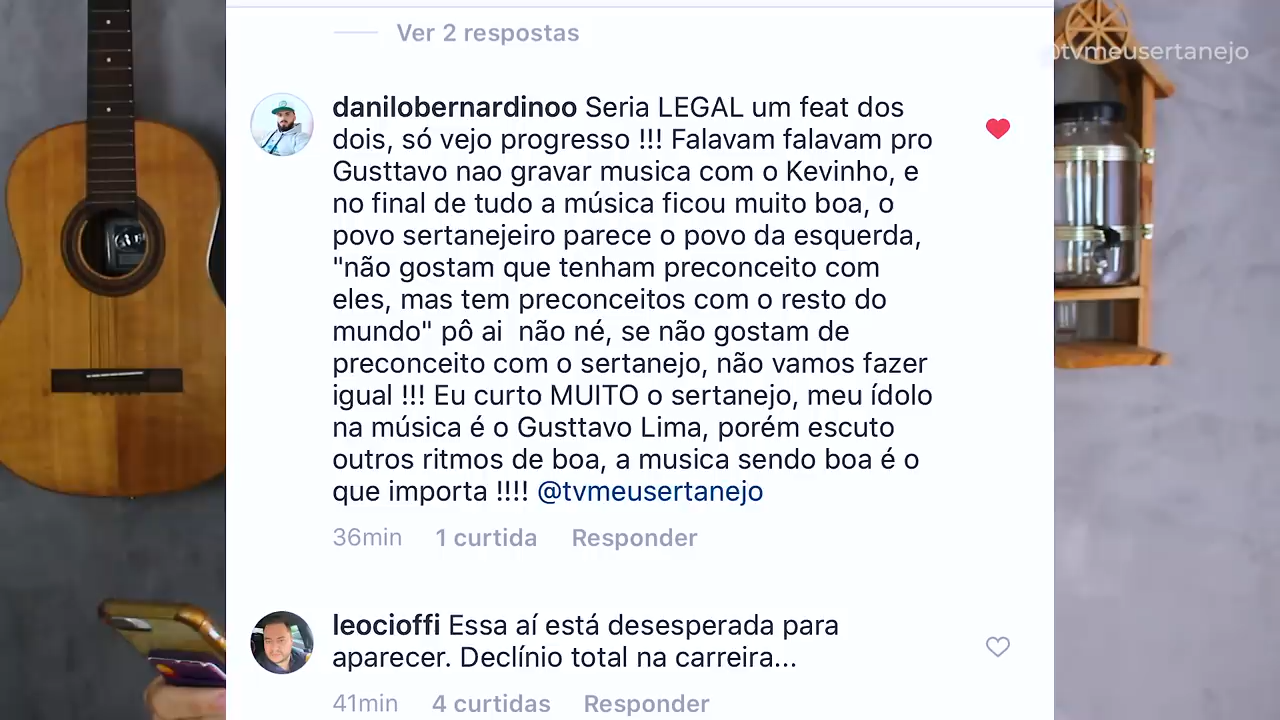 Ver 2 respostas
@tvmeusertanejo
danilobernardinoo Seria LEGAL um feat dos
dois, só vejo progresso !!! Falavam falavam pro
Gusttavo nao gravar musica com o Kevinho, e
no final de tudo a música ficou muito boa, o
povo sertanejeiro parece o povo da esquerda,
"não gostam que tenham preconceito com
eles, mas tem preconceitos com o resto do
mundo" pô ai  não né, se não gostam de
preconceito com o sertanejo, não vamos fazer
igual !!! Eu curto MUITO o sertanejo, meu ídolo
na música é o Gusttavo Lima, porém escuto
outros ritmos de boa, a musica sendo boa é o
que importa !!!! @tvmeusertanejo
36min 1 curtida Responder
leocioffi Essa aí está desesperada para
aparecer. Declínio total na carreira...
41min 4 curtidas Responder